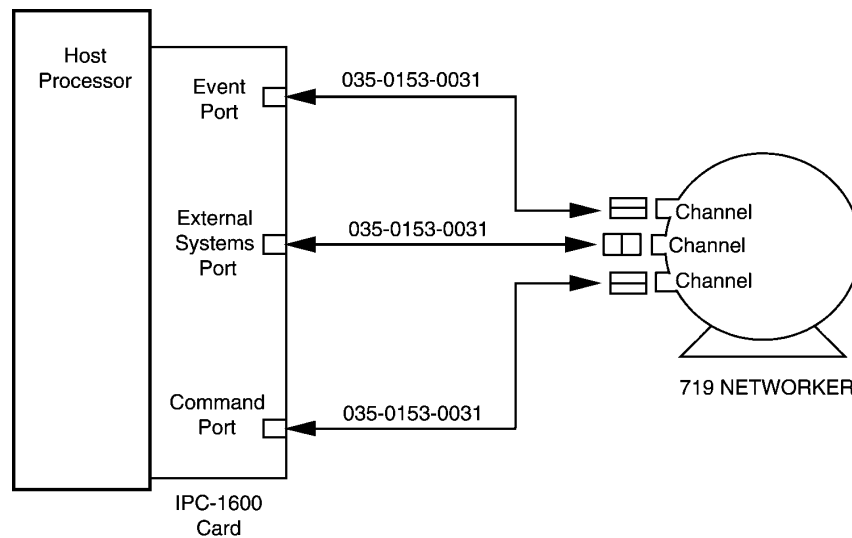 Host
Processor
Event
Port
035-0153-0031
Channel
External
Systems
Port
035-0153-0031
Channel
Channel
Command
Port
035-0153-0031
719 NETWORKER
IPC-1600
Card